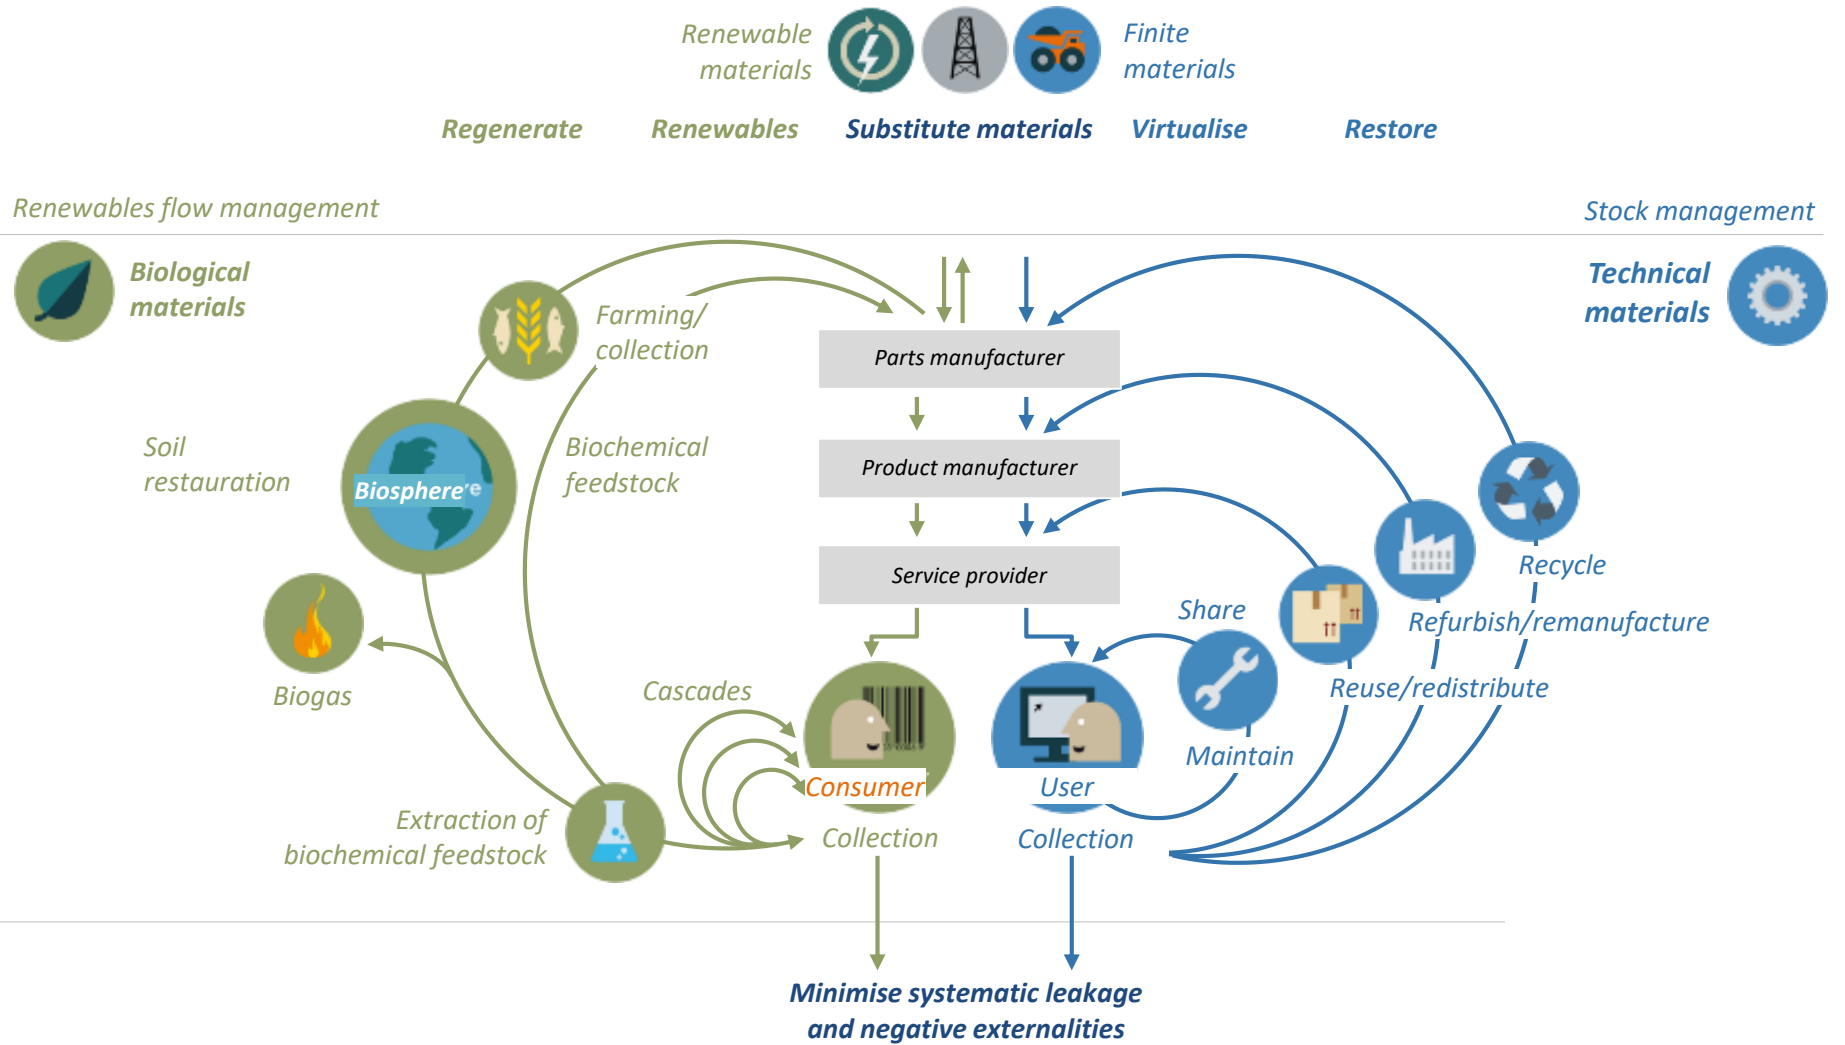 Renewable
materials
Finite
materials
Regenerate
Renewables
Substitute materials
Virtualise
Restore
Renewables flow management
Stock management
Biological
materials
Technical
materials
Farming/
collection
Parts manufacturer
Soil
restauration
Biosphere
Biochemical
feedstock
Product manufacturer
Service provider
Recycle
Share
Refurbish/remanufacture
Biogas
Cascades
Reuse/redistribute
Maintain
Consumer
User
Extraction of
biochemical feedstock
Collection
Collection
Minimise systematic leakage
and negative externalities